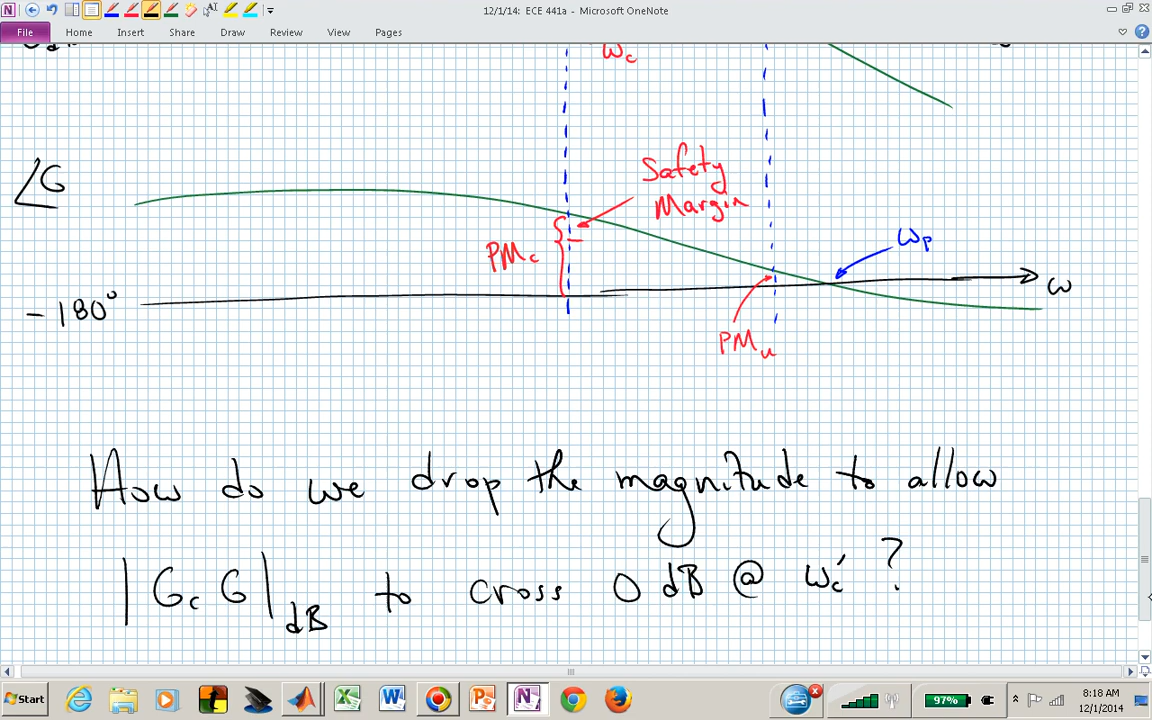 12/1/14: ECE 441a - Microsoft OneNote
File Home Insert Share Review View Pages
ωc
∠G
Safety
Margin
PMc
ωp
-180°
ω
PMu
How do we drop the magnitude to allow
|Gc G|dB to cross 0 dB @ ωc' ?
Start
97%
8:18 AM
12/1/2014